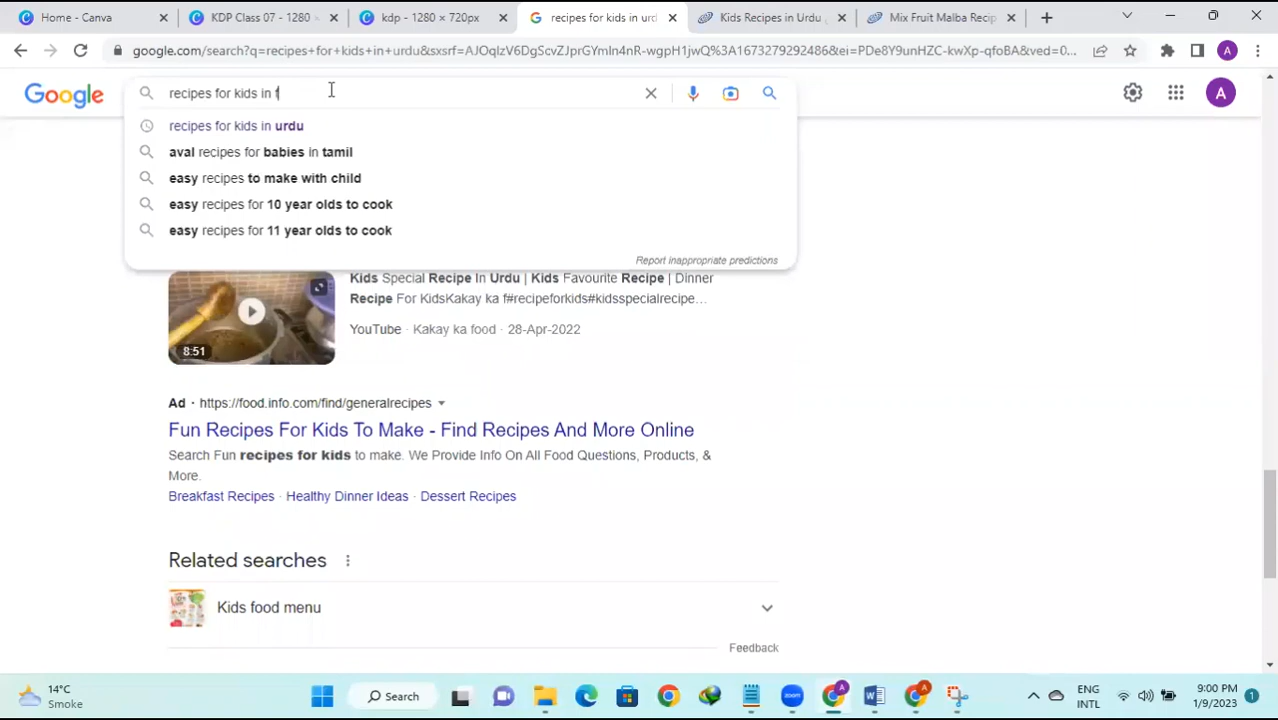 Home - Canva
KDP Class 07 - 1280 ×
kdp - 1280 × 720px
recipes for kids in urd
Kids Recipes in Urdu
Mix Fruit Malba Recip
google.com/search?q=recipes+for+kids+in+urdu&sxsrf=AJOqlzV6DgScvZJprGYmIn4nR-wgpH1jwQ%3A1673279292486&ei=PDe8Y9unHZC-kwXp-qfoBA&ved=0...
A
Google
recipes for kids in f
A
recipes for kids in urdu
aval recipes for babies in tamil
easy recipes to make with child
easy recipes for 10 year olds to cook
easy recipes for 11 year olds to cook
Report inappropriate predictions
Kids Special Recipe In Urdu | Kids Favourite Recipe | Dinner
Recipe For KidsKakay ka f#recipeforkids#kidsspecialrecipe...
YouTube · Kakay ka food · 28-Apr-2022
8:51
Ad · https://food.info.com/find/generalrecipes
Fun Recipes For Kids To Make - Find Recipes And More Online
Search Fun recipes for kids to make. We Provide Info On All Food Questions, Products, &
More.
Breakfast Recipes · Healthy Dinner Ideas · Dessert Recipes
Related searches
Kids food menu
Feedback
14°C
Smoke
Search
zoom
A
A
ENG
INTL
9:00 PM
1/9/2023
1